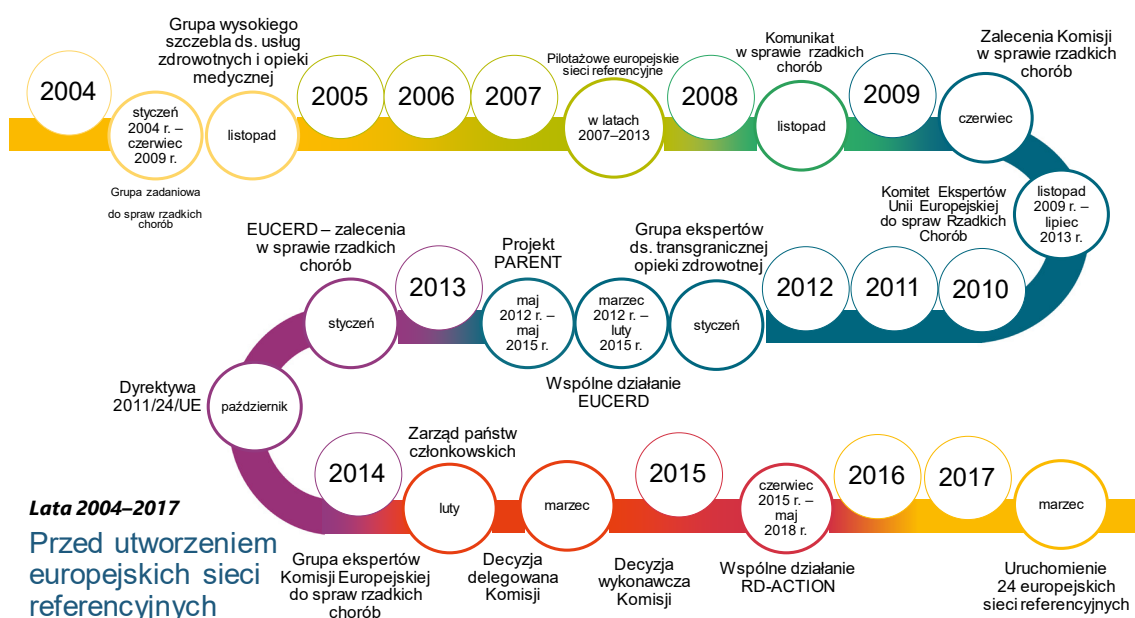 2004
styczeń
2004 r. –
czerwiec
2009 r.
Grupa zadaniowa
do spraw rzadkich
chorób
Grupa wysokiego
szczebla ds. usług
zdrowotnych i opieki
medycznej
listopad
2005
2006
2007
Pilotażowe europejskie
sieci referencyjne
w latach
2007–2013
2008
Komunikat
w sprawie rzadkich
chorób
listopad
2009
Zalecenia Komisji
w sprawie rzadkich
chorób
czerwiec
Komitet Ekspertów
Unii Europejskiej
do spraw Rzadkich
Chorób
listopad
2009 r. –
lipiec
2013 r.
2010
2011
2012
Grupa ekspertów
ds. transgranicznej
opieki zdrowotnej
styczeń
marzec
2012 r. –
luty
2015 r.
Wspólne działanie
EUCERD
Projekt
PARENT
maj
2012 r. –
maj
2015 r.
2013
EUCERD – zalecenia
w sprawie rzadkich
chorób
styczeń
Dyrektywa
2011/24/UE
październik
2014
Grupa ekspertów
Komisji Europejskiej
do spraw rzadkich
chorób
Zarząd państw
członkowskich
luty
Decyzja
delegowana
Komisji
marzec
Decyzja
wykonawcza
Komisji
2015
czerwiec
2015 r. –
maj
2018 r.
Wspólne działanie
RD-ACTION
2016
2017
marzec
Uruchomienie
24 europejskich
sieci referencyjnych
Lata 2004–2017
Przed utworzeniem
europejskich sieci
referencyjnych